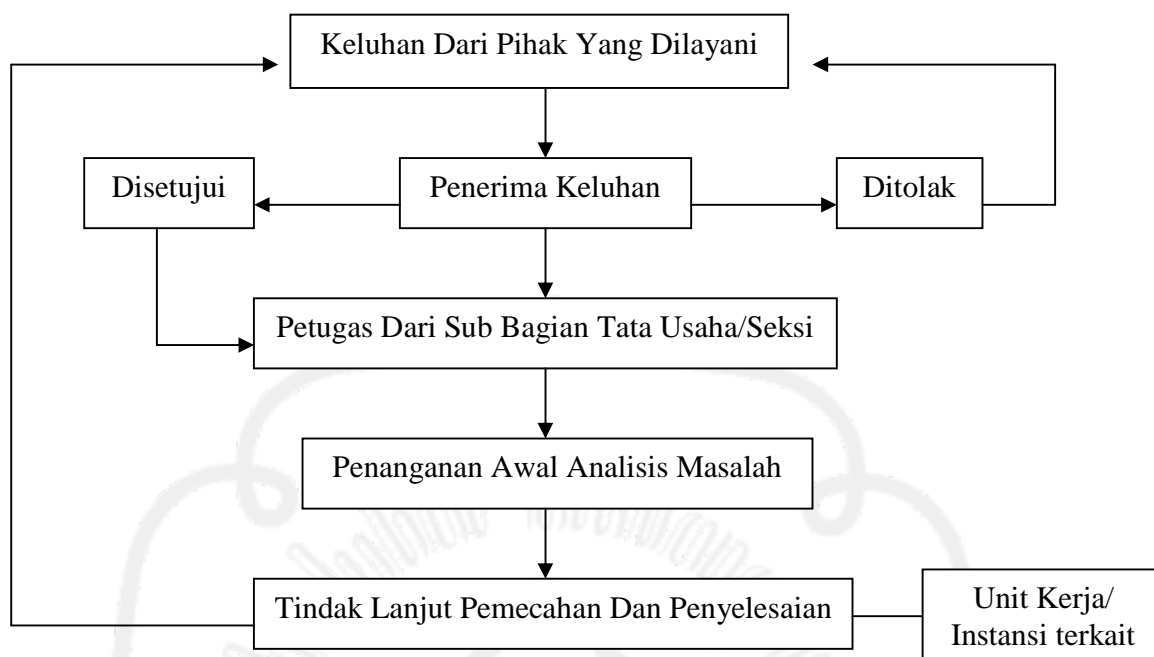 Keluhan Dari Pihak Yang Dilayani
Disetujui
Penerima Keluhan
Ditolak
Petugas Dari Sub Bagian Tata Usaha/Seksi
Penanganan Awal Analisis Masalah
Tindak Lanjut Pemecahan Dan Penyelesaian
Unit Kerja/
Instansi terkait